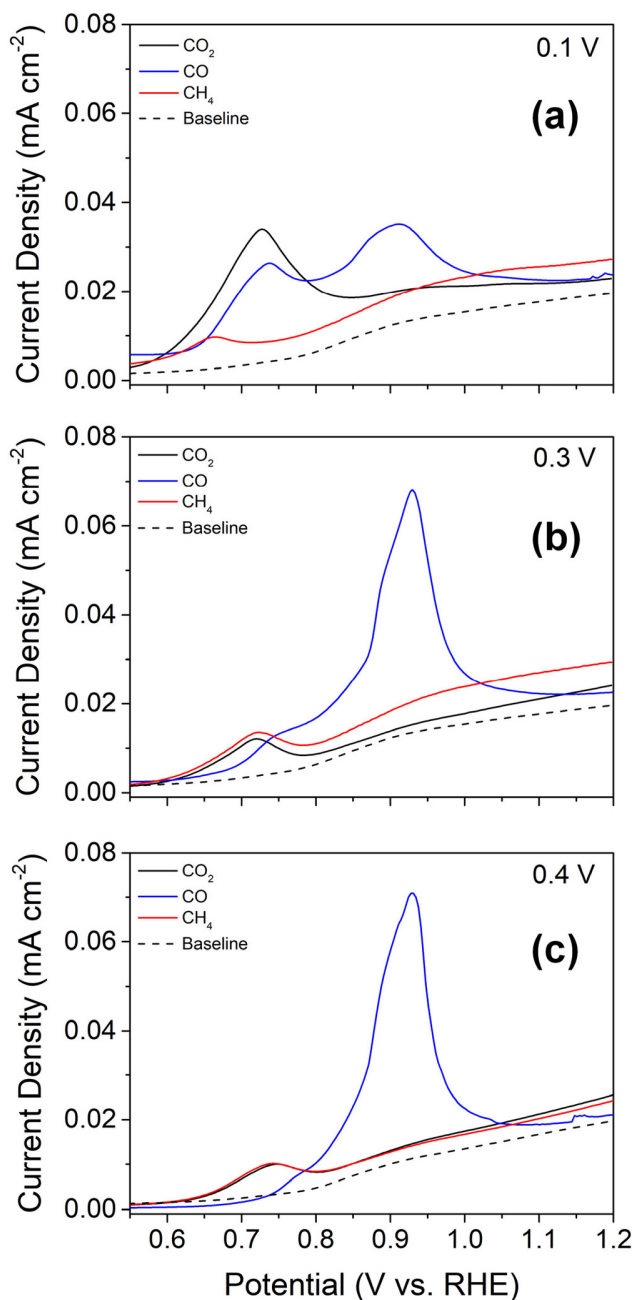 0.08
0.06
0.04
0.02
0.00
Current Density (mA cm⁻²)
CO₂
CO
CH₄
Baseline
0.1 V
(a)
0.08
0.06
0.04
0.02
0.00
Current Density (mA cm⁻²)
CO₂
CO
CH₄
Baseline
0.3 V
(b)
0.08
0.06
0.04
0.02
0.00
Current Density (mA cm⁻²)
CO₂
CO
CH₄
Baseline
0.4 V
(c)
0.6 0.7 0.8 0.9 1.0 1.1 1.2
Potential (V vs. RHE)